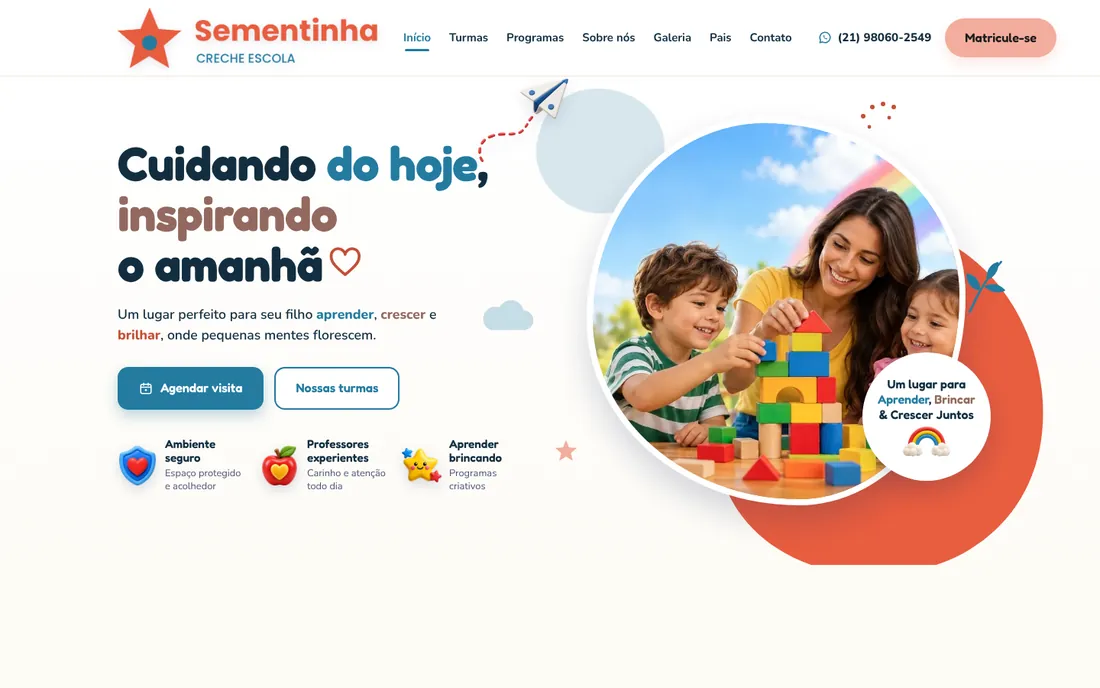 Sementinha
CRECHE ESCOLA
Início
Turmas
Programas
Sobre nós
Galeria
Pais
Contato
(21) 98060-2549
Matricule-se
Cuidando do hoje,
inspirando
o amanhã
Um lugar perfeito para seu filho aprender, crescer e
brilhar, onde pequenas mentes florescem.
Agendar visita
Nossas turmas
Ambiente
seguro
Espaço protegido
e acolhedor
Professores
experientes
Carinho e atenção
todo dia
Aprender
brincando
Programas
criativos
Um lugar para
Aprender, Brincar
& Crescer Juntos